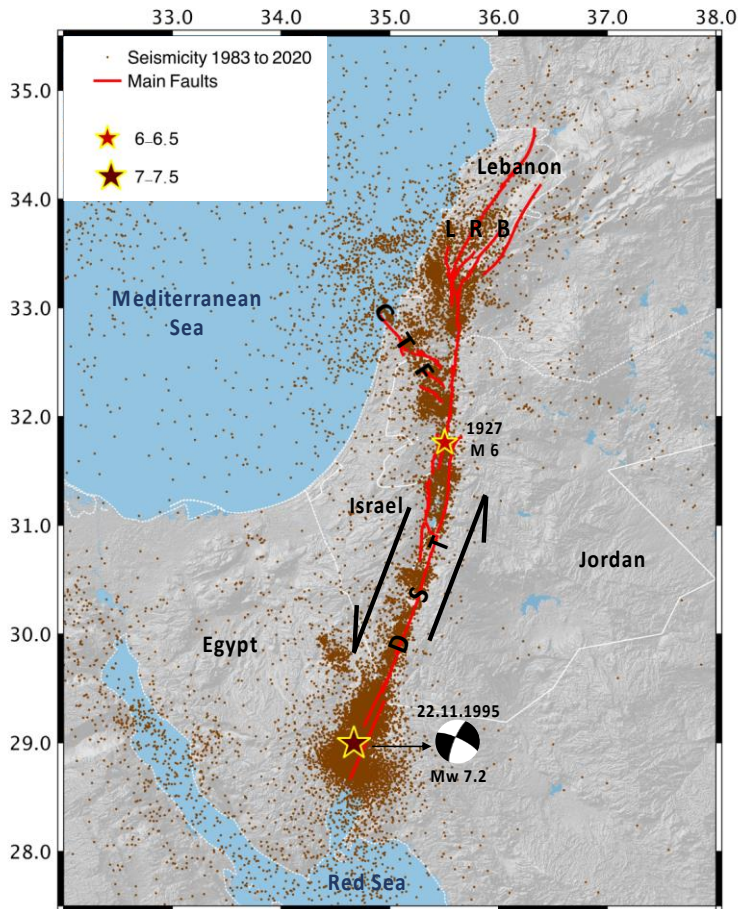 33.0 34.0 35.0 36.0 37.0 38.0
Seismicity 1983 to 2020
Main Faults
6–6.5
7–7.5
35.0
34.0
33.0
32.0
31.0
30.0
29.0
28.0
Lebanon
L R B
Mediterranean
Sea
C T F
1927
M 6
Israel
D S T
Jordan
Egypt
22.11.1995
Mw 7.2
Red Sea